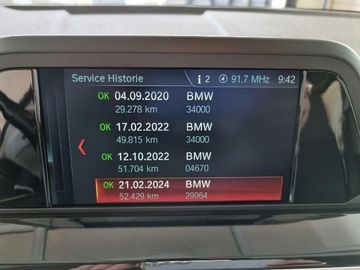 Service Historie i 2 91.7 MHz 9:42
OK 04.09.2020 BMW
29.278 km 34000
OK 17.02.2022 BMW
49.815 km 34000
OK 12.10.2022 BMW
51.704 km 04670
OK 21.02.2024 BMW
52.429 km 29964